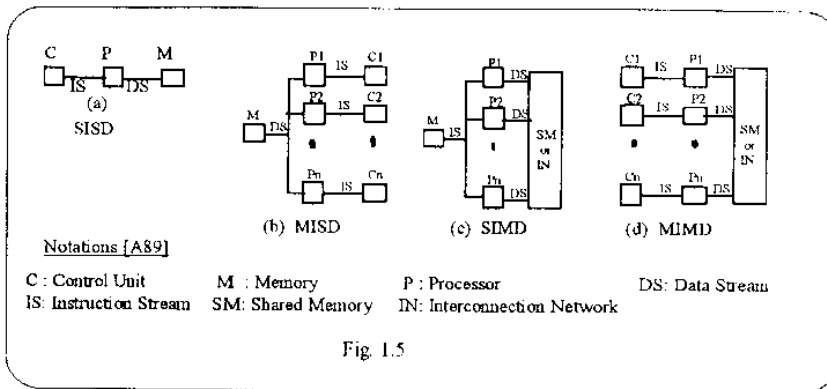 C P M
IS DS
(a)
SISD
M DS
P1 IS C1
P2 IS C2
Pn IS Cn
(b) MISD
M IS
P1 DS
P2 DS
Pn DS
SM
or
IN
(c) SIMD
C1 IS P1 DS
C2 IS P2 DS
Cn IS Pn DS
SM
or
IN
(d) MIMD
Notations [A89]
C : Control Unit M : Memory P : Processor DS: Data Stream
IS: Instruction Stream SM: Shared Memory IN: Interconnection Network
Fig. 1.5